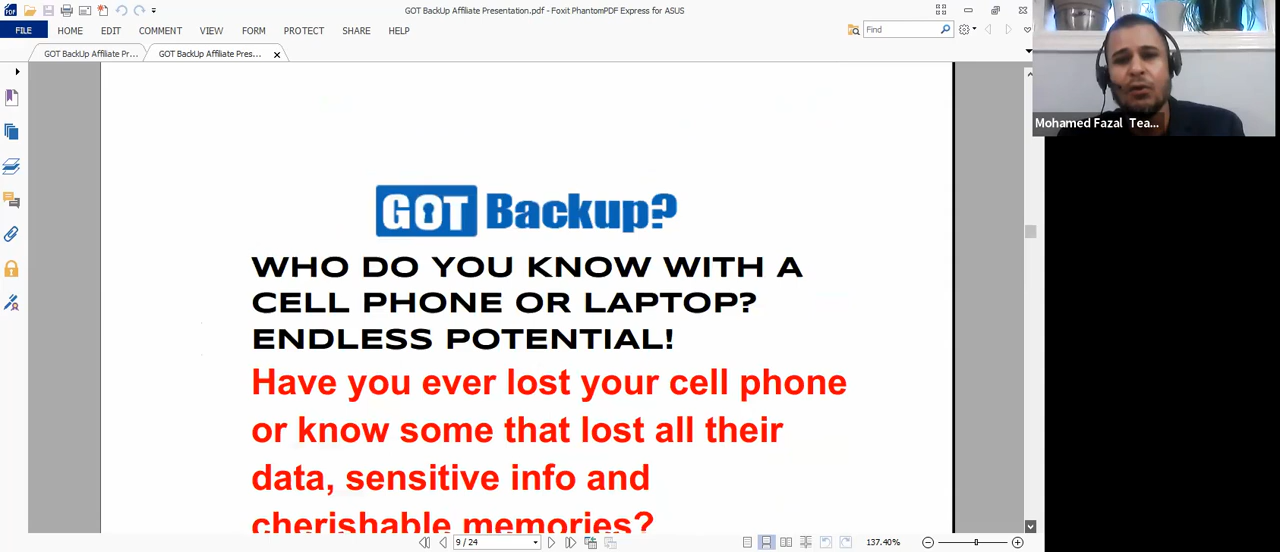 GOT BackUp Affiliate Presentation.pdf - Foxit PhantomPDF Express for ASUS
FILE HOME EDIT COMMENT VIEW FORM PROTECT SHARE HELP
Find
GOT BackUp Affiliate Pr... GOT BackUp Affiliate Pres...
Mohamed Fazal Tea...
GOT Backup?
WHO DO YOU KNOW WITH A
CELL PHONE OR LAPTOP?
ENDLESS POTENTIAL!
Have you ever lost your cell phone
or know some that lost all their
data, sensitive info and
cherishable memories?
9 / 24
137.40%